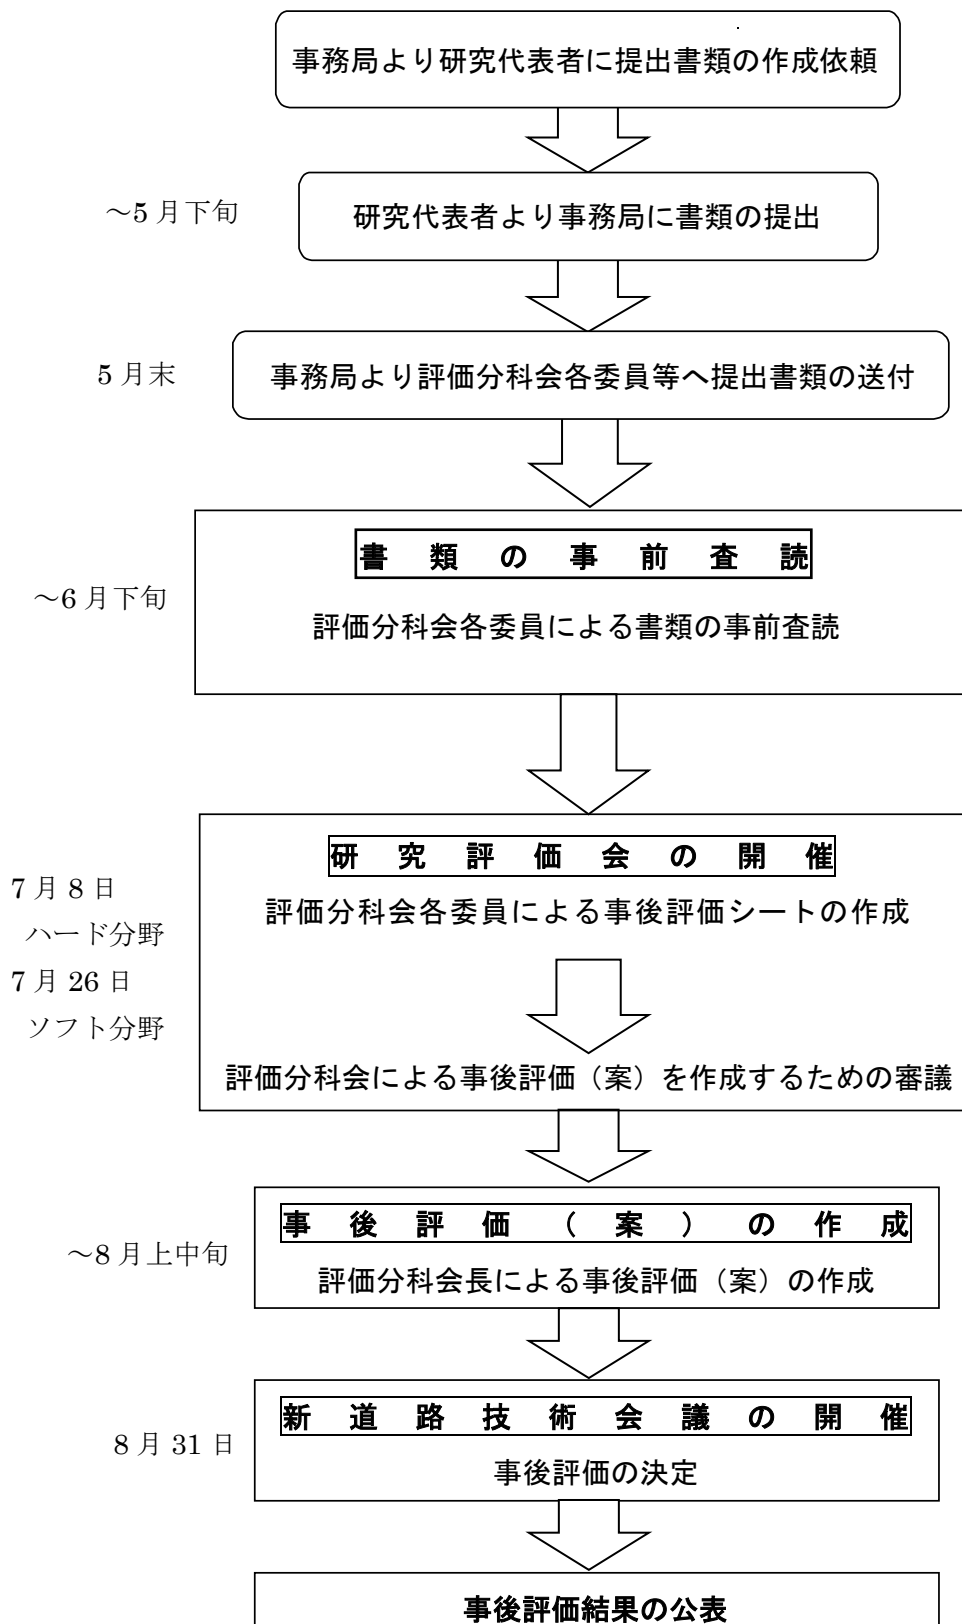 事務局より研究代表者に提出書類の作成依頼
～5月下旬
研究代表者より事務局に書類の提出
5月末
事務局より評価分科会各委員等へ提出書類の送付
書類の事前査読
～6月下旬
評価分科会各委員による書類の事前査読
研究評価会の開催
7月8日
ハード分野
7月26日
ソフト分野
評価分科会各委員による事後評価シートの作成
評価分科会による事後評価（案）を作成するための審議
事後評価（案）の作成
～8月上中旬
評価分科会長による事後評価（案）の作成
新道路技術会議の開催
8月31日
事後評価の決定
事後評価結果の公表